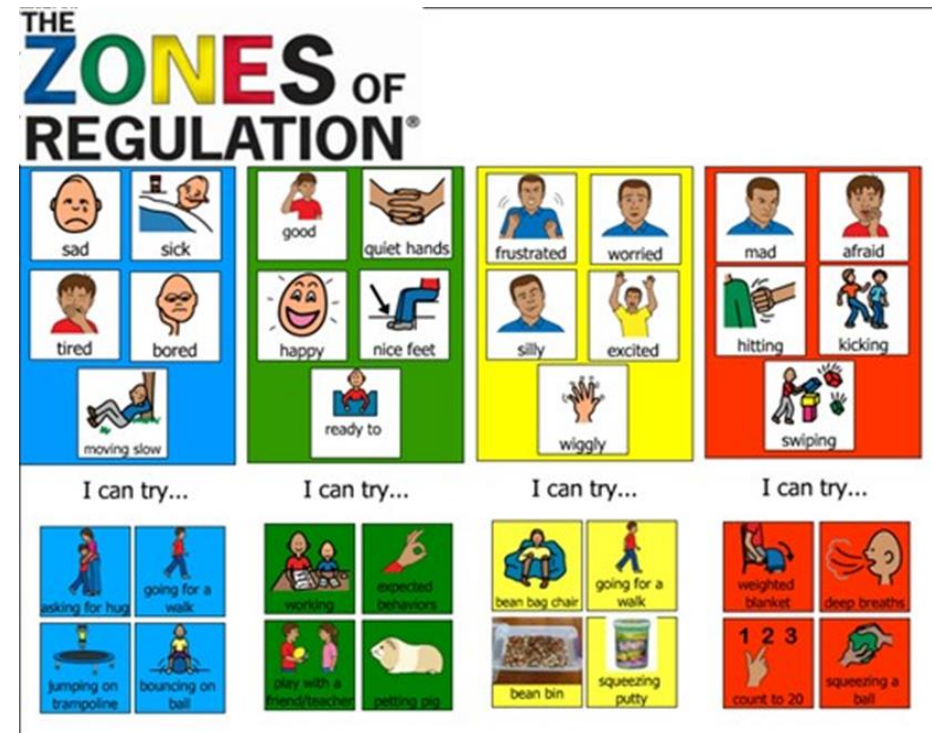 THE
ZONES OF
REGULATION®
sad
sick
tired
bored
moving slow
good
quiet hands
happy
nice feet
ready to
frustrated
worried
silly
excited
wiggly
mad
afraid
hitting
kicking
swiping
I can try...
asking for hug
going for a
walk
jumping on
trampoline
bouncing on
ball
I can try...
working
expected
behaviors
play with a
friend/teacher
petting pig
I can try...
bean bag chair
going for a
walk
bean bin
squeezing
putty
I can try...
weighted
blanket
deep breaths
1 2 3
count to 20
squeezing a
ball